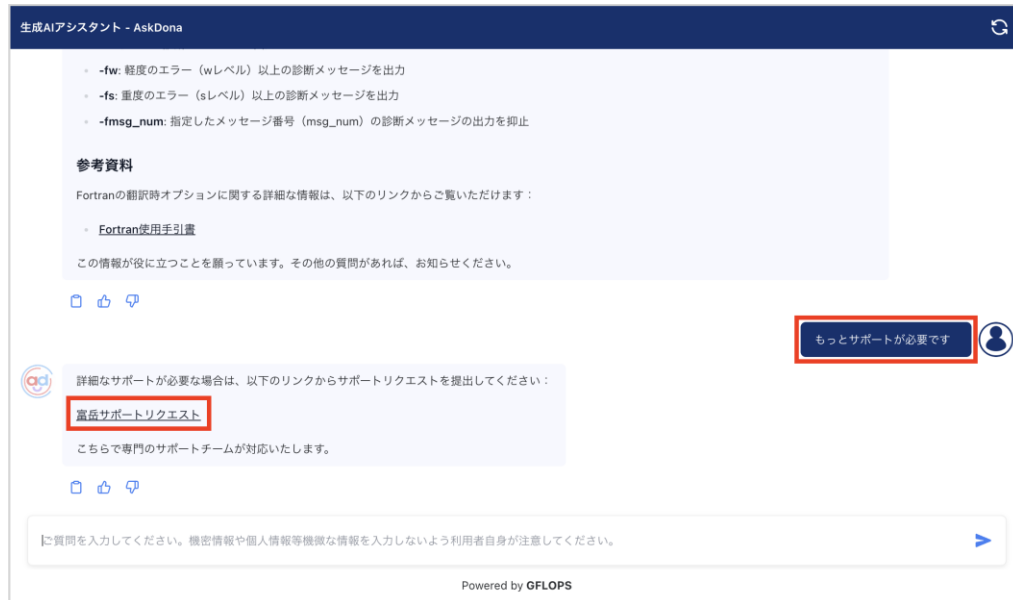 生成AIアシスタント - AskDona
-fw: 軽度のエラー（wレベル）以上の診断メッセージを出力
-fs: 重度のエラー（sレベル）以上の診断メッセージを出力
-fmsg_num: 指定したメッセージ番号（msg_num）の診断メッセージの出力を抑止
参考資料
Fortranの翻訳時オプションに関する詳細な情報は、以下のリンクからご覧いただけます：
Fortran使用手引書
この情報が役に立つことを願っています。その他の質問があれば、お知らせください。
もっとサポートが必要です
ad
詳細なサポートが必要な場合は、以下のリンクからサポートリクエストを提出してください：
富岳サポートリクエスト
こちらで専門のサポートチームが対応いたします。
ご質問を入力してください。機密情報や個人情報等機微な情報を入力しないよう利用者自身が注意してください。
Powered by GFLOPS